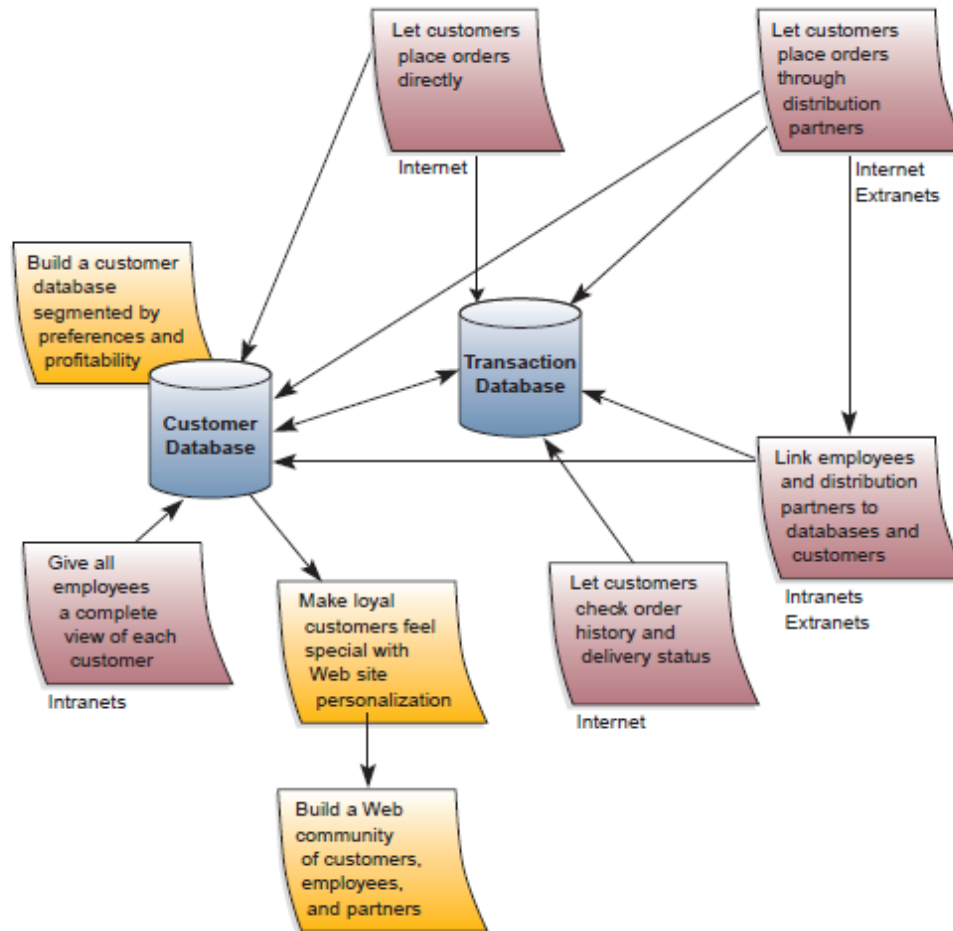 Let customers
place orders
directly
Internet
Let customers
place orders
through
distribution
partners
Internet
Extranets
Build a customer
database
segmented by
preferences and
profitability
Transaction
Database
Customer
Database
Link employees
and distribution
partners to
databases and
customers
Intranets
Extranets
Give all
employees
a complete
view of each
customer
Intranets
Make loyal
customers feel
special with
Web site
personalization
Let customers
check order
history and
delivery status
Internet
Build a Web
community
of customers,
employees,
and partners